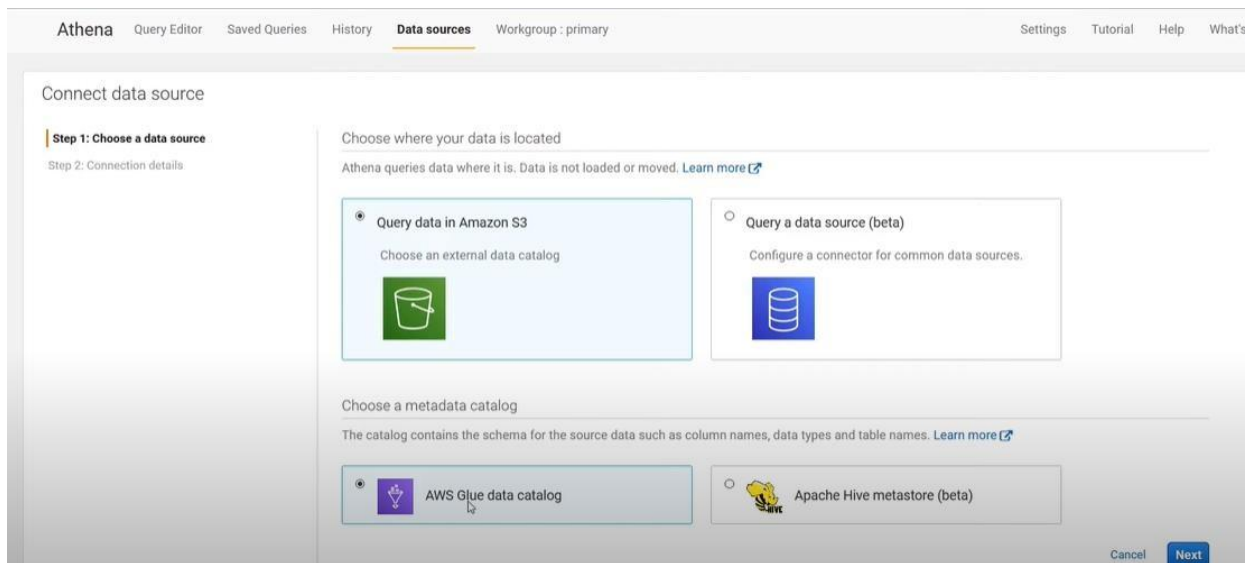 Athena Query Editor Saved Queries History Data sources Workgroup : primary Settings Tutorial Help What's
Connect data source
Step 1: Choose a data source
Step 2: Connection details
Choose where your data is located
Athena queries data where it is. Data is not loaded or moved. Learn more
Query data in Amazon S3
Choose an external data catalog
Query a data source (beta)
Configure a connector for common data sources.
Choose a metadata catalog
The catalog contains the schema for the source data such as column names, data types and table names. Learn more
AWS Glue data catalog
HIVE
Apache Hive metastore (beta)
Cancel Next